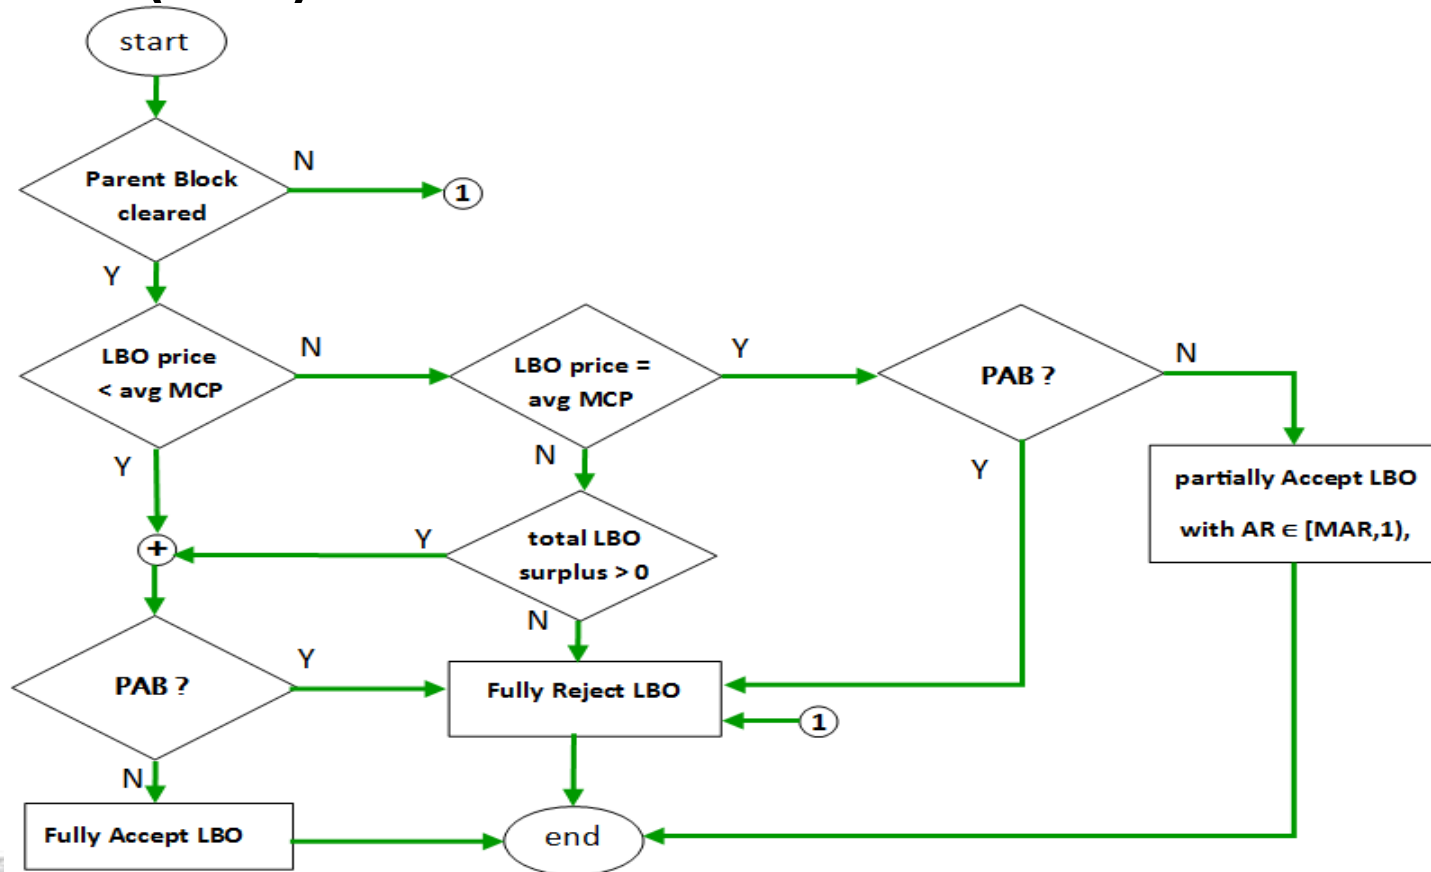 start
Parent Block
cleared
N
1
Y
LBO price
< avg MCP
N
LBO price =
avg MCP
Y
PAB ?
N
Y
N
Y
partially Accept LBO
with AR ∈ [MAR,1),
+
Y
total LBO
surplus > 0
N
PAB ?
Y
Fully Reject LBO
1
N
Fully Accept LBO
end